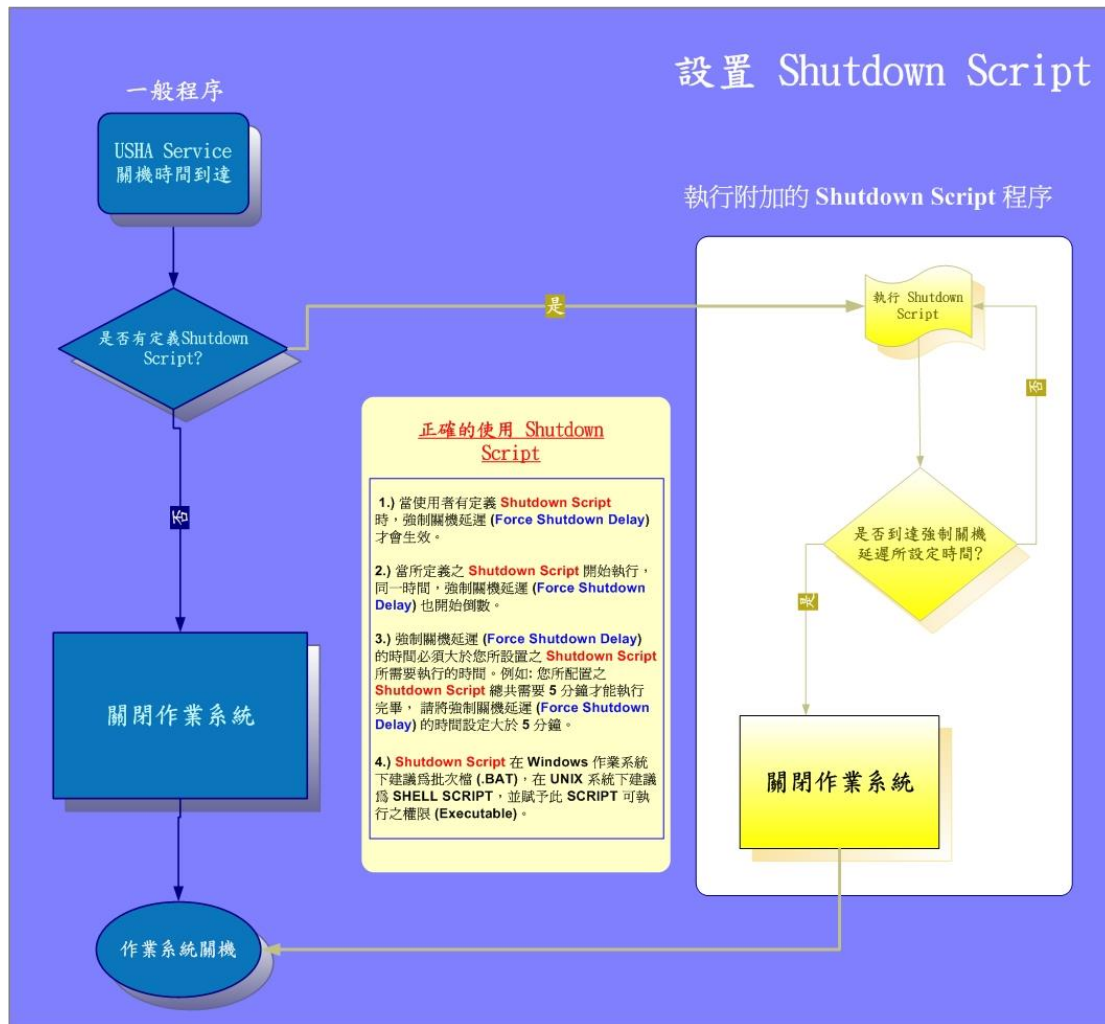 設置 Shutdown Script
一般程序
USHA Service
關機時間到達
是否有定義Shutdown
Script?
是
否
關閉作業系統
作業系統關機
正確的使用 Shutdown
Script
1.) 當使用者有定義 Shutdown Script
時，強制關機延遲 (Force Shutdown Delay)
才會生效。
2.) 當所定義之 Shutdown Script 開始執行，
同一時間，強制關機延遲 (Force Shutdown
Delay) 也開始倒數。
3.) 強制關機延遲 (Force Shutdown Delay)
的時間必須大於您所設置之 Shutdown Script
所需要執行的時間。例如: 您所配置之
Shutdown Script 總共需要 5 分鐘才能執行
完畢， 請將強制關機延遲 (Force Shutdown
Delay) 的時間設定大於 5 分鐘。
4.) Shutdown Script 在 Windows 作業系統
下建議為批次檔 (.BAT)，在 UNIX 系統下建議
為 SHELL SCRIPT，並賦予此 SCRIPT 可執
行之權限 (Executable)。
執行附加的 Shutdown Script 程序
執行 Shutdown
Script
否
是否到達強制關機
延遲所設定時間?
是
關閉作業系統